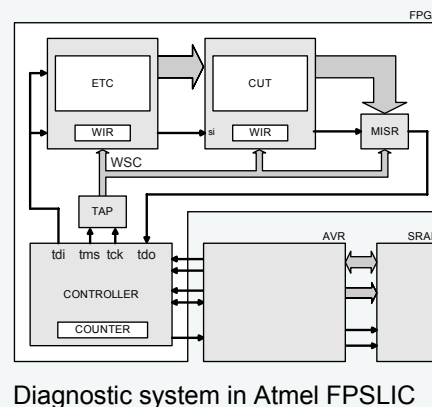 FPG
ETC
CUT
WIR
si
WIR
MISR
WSC
TAP
tdi tms tck tdo
AVR
SRA
CONTROLLER
COUNTER
Diagnostic system in Atmel FPSLIC